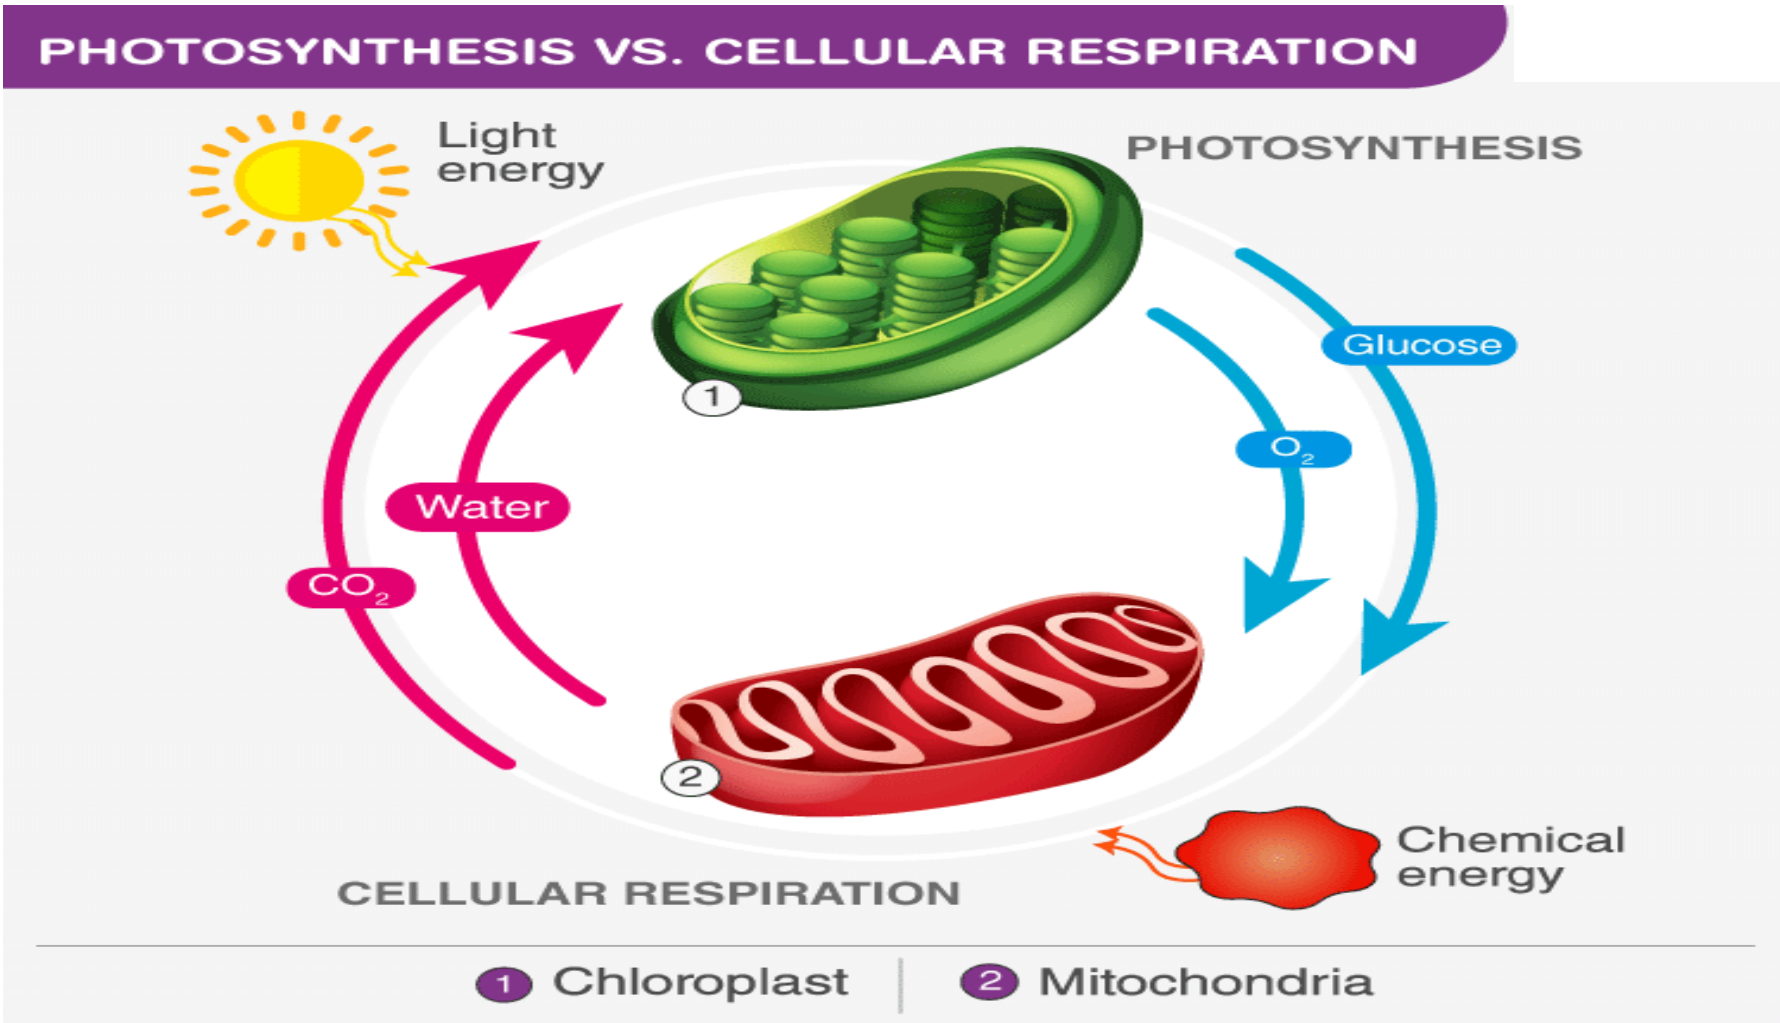 PHOTOSYNTHESIS VS. CELLULAR RESPIRATION
Light
energy
PHOTOSYNTHESIS
Glucose
O₂
1
Water
CO₂
2
Chemical
energy
CELLULAR RESPIRATION
1 Chloroplast
2 Mitochondria